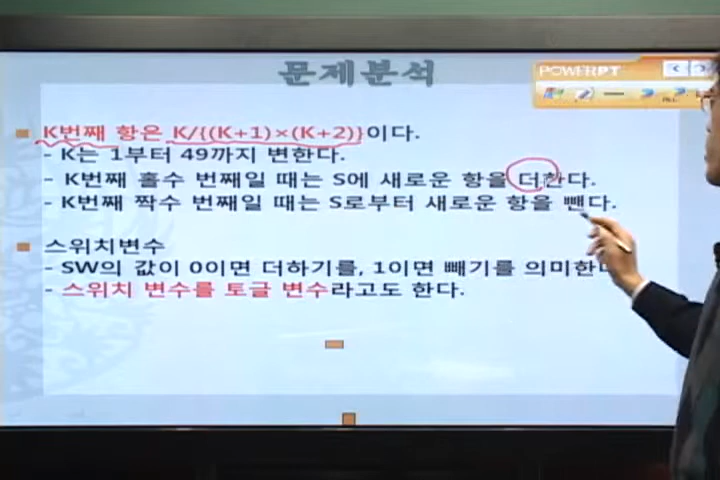 문제분석
POWERPT
K번째 항은 K/{(K+1)×(K+2)}이다.
- K는 1부터 49까지 변한다.
- K번째 홀수 번째일 때는 S에 새로운 항을 더한다.
- K번째 짝수 번째일 때는 S로부터 새로운 항을 뺀다.
스위치변수
- SW의 값이 0이면 더하기를, 1이면 빼기를 의미한다
- 스위치 변수를 토글 변수라고도 한다.